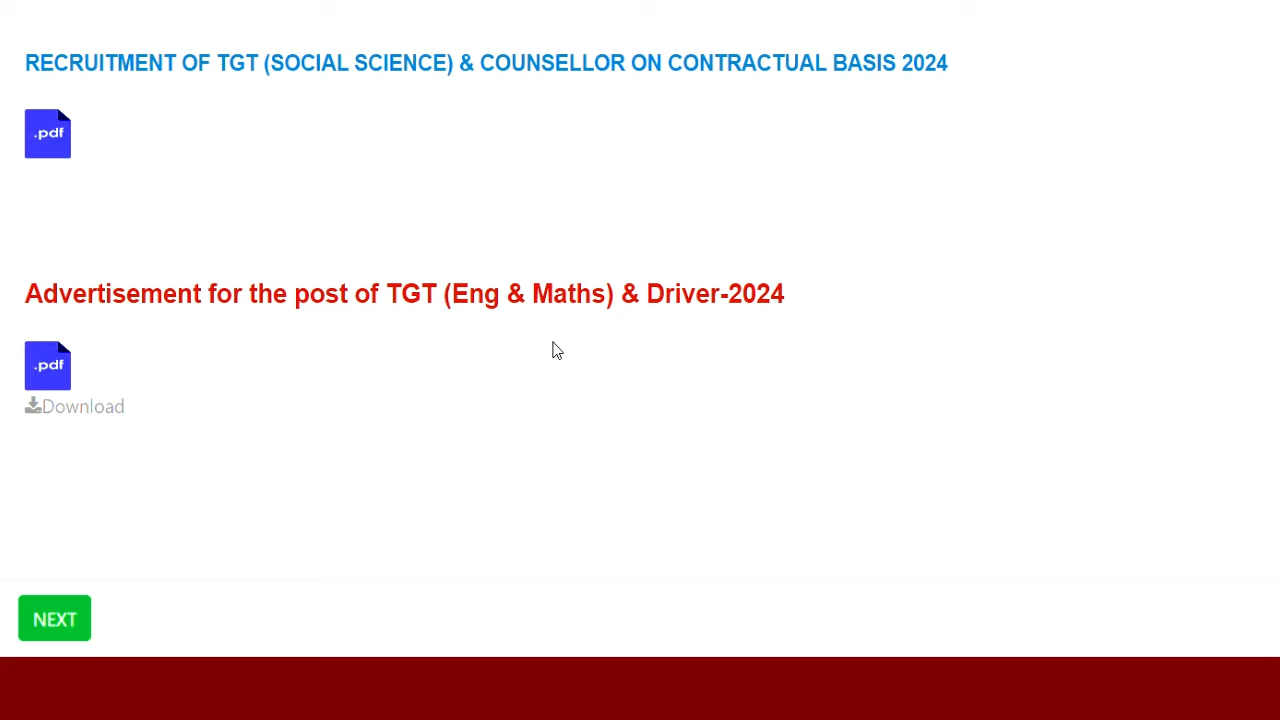 RECRUITMENT OF TGT (SOCIAL SCIENCE) & COUNSELLOR ON CONTRACTUAL BASIS 2024
.pdf
Advertisement for the post of TGT (Eng & Maths) & Driver-2024
.pdf
Download
NEXT